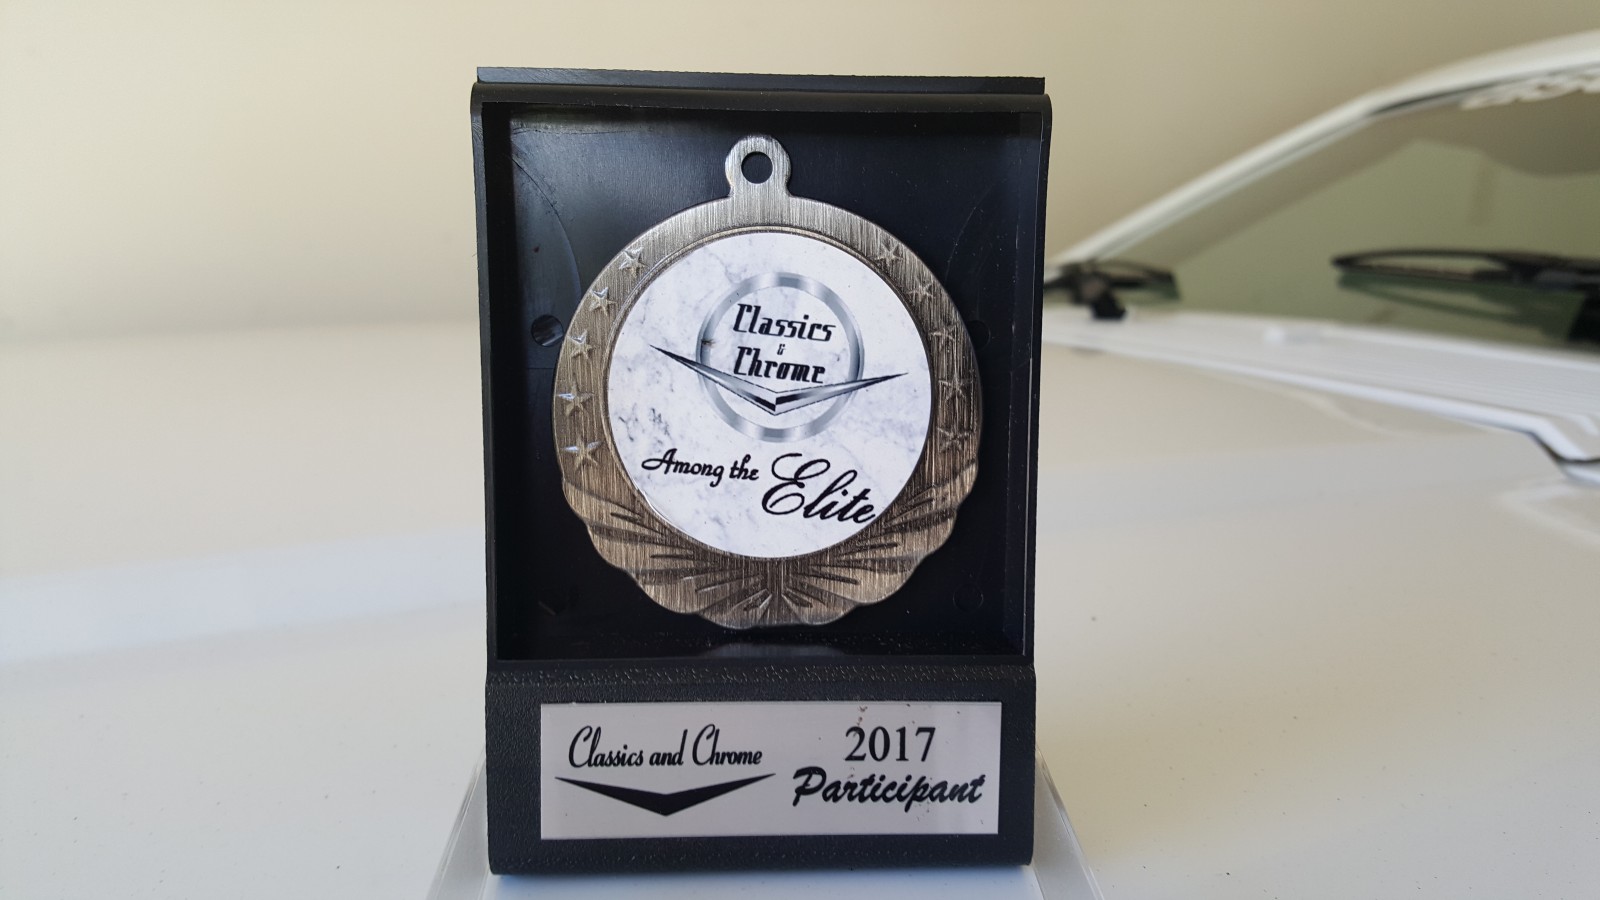 Classics
&
Chrome
Among the Elite
Classics and Chrome
2017
Participant